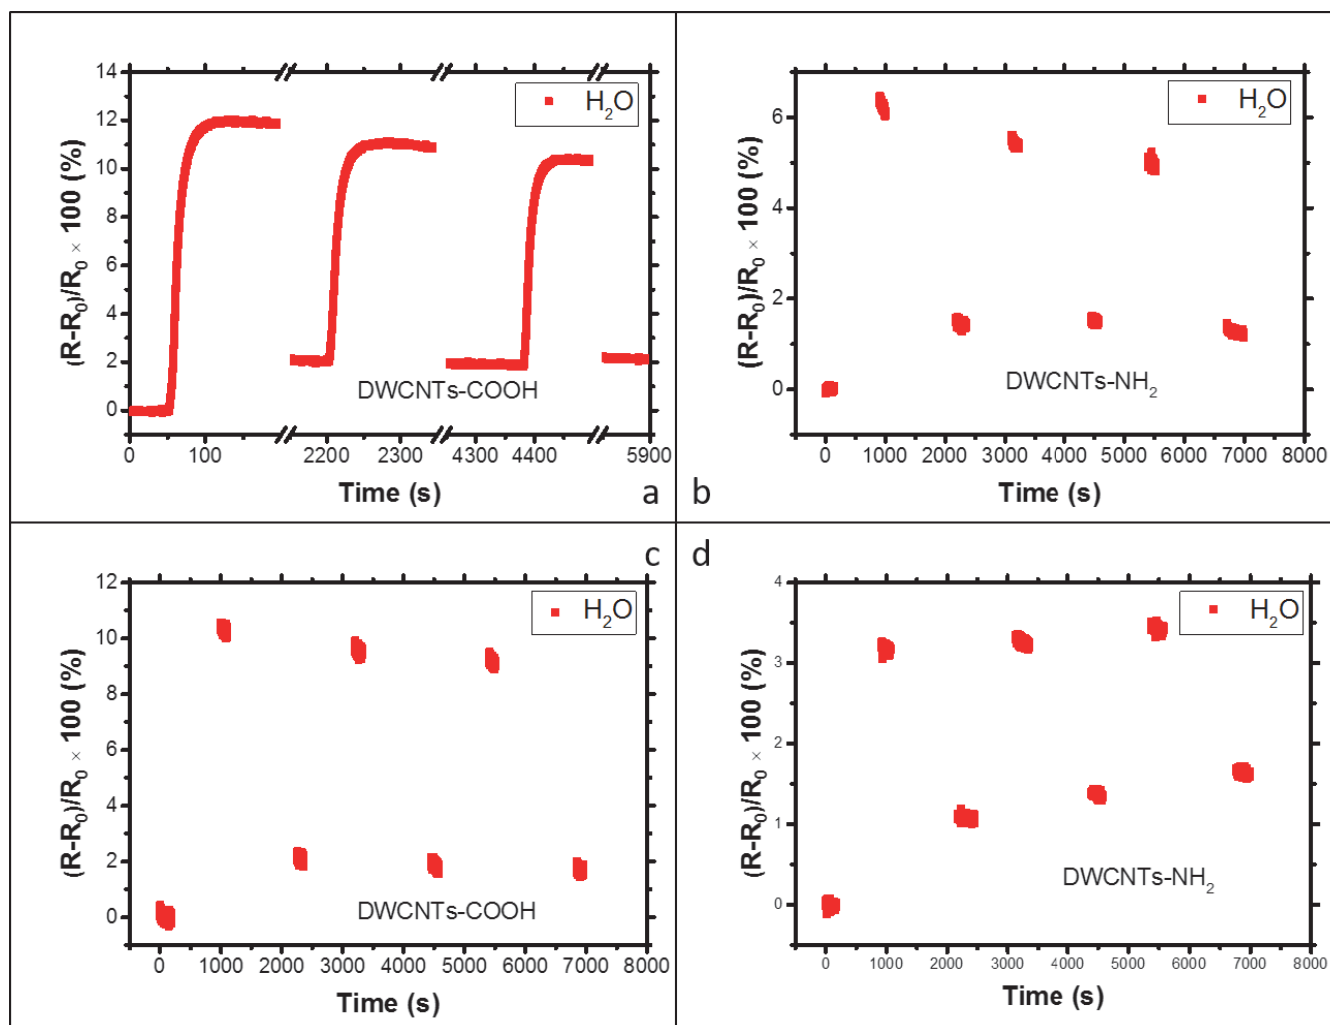 14
12
10
8
6
4
2
0
(R-R₀)/R₀ × 100 (%)
H₂O
DWCNTs-COOH
0 100 2200 2300 4300 4400 5900
Time (s)
a
6
4
2
0
(R-R₀)/R₀ × 100 (%)
H₂O
DWCNTs-NH₂
0 1000 2000 3000 4000 5000 6000 7000 8000
Time (s)
b
c
12
10
8
6
4
2
0
(R-R₀)/R₀ × 100 (%)
H₂O
DWCNTs-COOH
0 1000 2000 3000 4000 5000 6000 7000 8000
Time (s)
d
4
3
2
1
0
(R-R₀)/R₀ × 100 (%)
H₂O
DWCNTs-NH₂
0 1000 2000 3000 4000 5000 6000 7000 8000
Time (s)